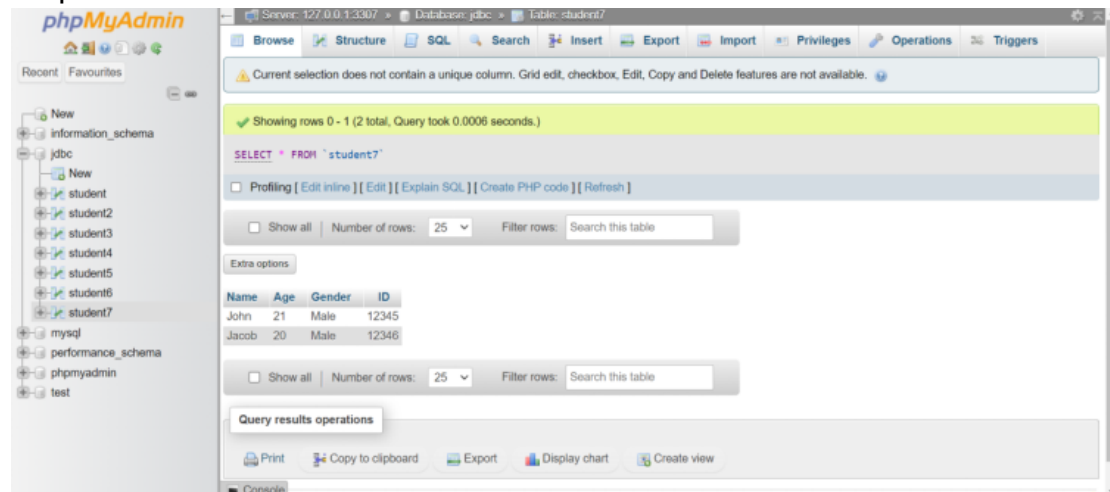 phpMyAdmin
Recent Favourites
New
information_schema
jdbc
New
student
student2
student3
student4
student5
student6
student7
mysql
performance_schema
phpmyadmin
test
Server: 127.0.0.1:3307 » Database: jdbc » Table: student7
Browse Structure SQL Search Insert Export Import Privileges Operations Triggers
Current selection does not contain a unique column. Grid edit, checkbox, Edit, Copy and Delete features are not available.
Showing rows 0 - 1 (2 total, Query took 0.0006 seconds.)
SELECT * FROM `student7`
Profiling [ Edit inline ] [ Edit ] [ Explain SQL ] [ Create PHP code ] [ Refresh ]
Show all | Number of rows: 25 Filter rows: Search this table
Extra options
Name Age Gender ID
John 21 Male 12345
Jacob 20 Male 12346
Show all | Number of rows: 25 Filter rows: Search this table
Query results operations
Print Copy to clipboard Export Display chart Create view
Console